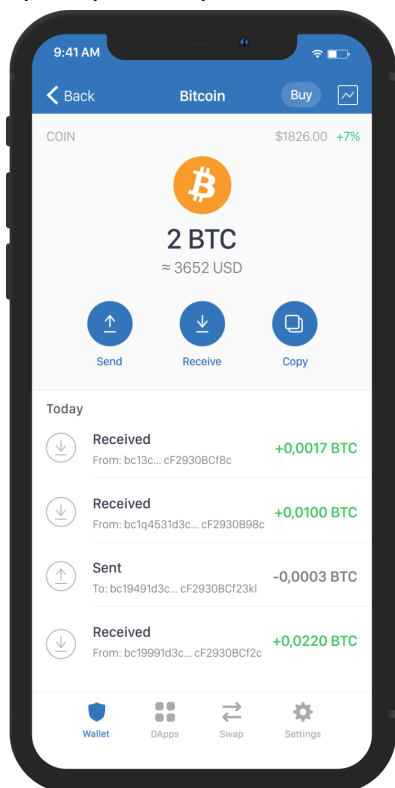 9:41 AM
Back
Bitcoin
Buy
COIN
$1826.00 +7%
2 BTC
≈ 3652 USD
Send
Receive
Copy
Today
Received
+0,0017 BTC
From: bc13c... cF2930BCf8c
Received
+0,0100 BTC
From: bc1q4531d3c... cF2930B98c
Sent
-0,0003 BTC
To: bc19491d3c... cF2930BCf23kl
Received
+0,0220 BTC
From: bc19991d3c... cF2930BCf2c
Wallet
DApps
Swap
Settings